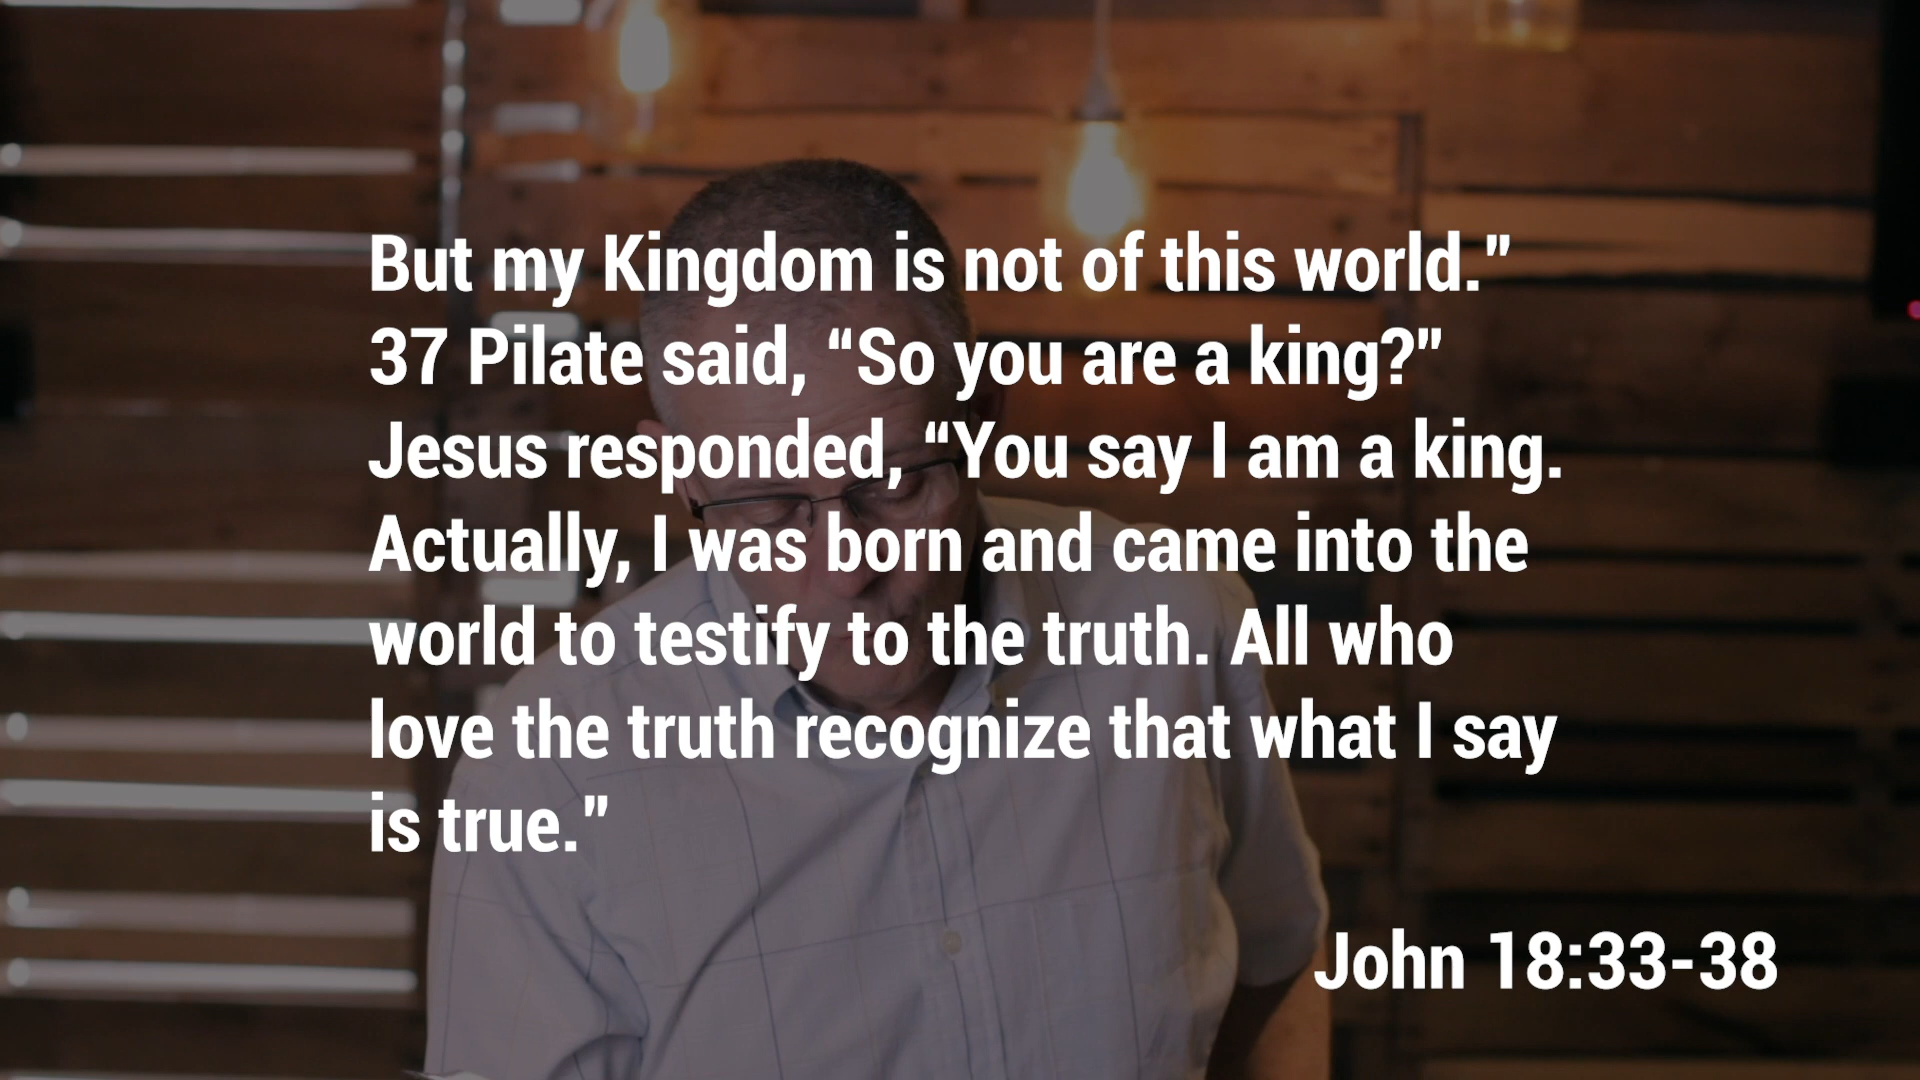 But my Kingdom is not of this world.”
37 Pilate said, “So you are a king?”
Jesus responded, “You say I am a king.
Actually, I was born and came into the
world to testify to the truth. All who
love the truth recognize that what I say
is true.”
John 18:33-38